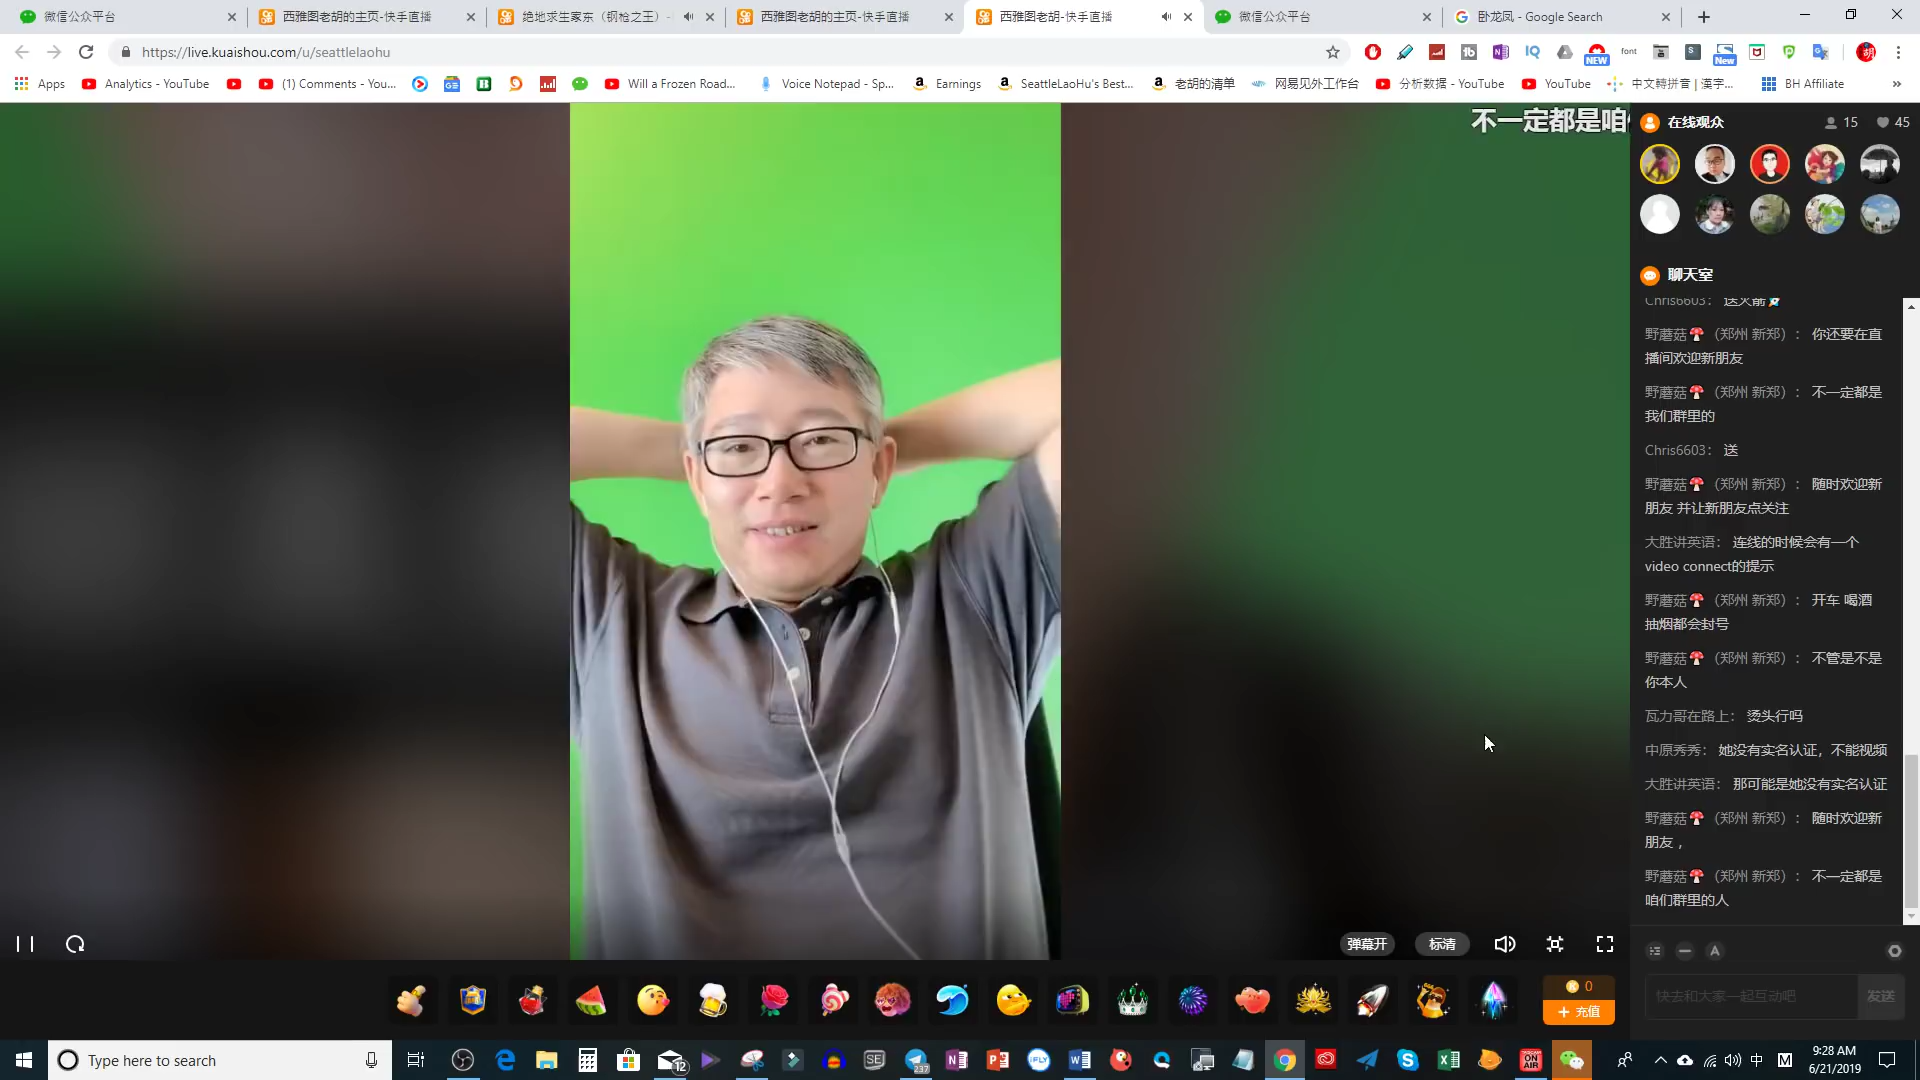 微信公众平台
西雅图老胡的主页-快手直播
绝地求生家东（钢枪之王）-
西雅图老胡的主页-快手直播
西雅图老胡-快手直播
微信公众平台
卧龙凤 - Google Search
https://live.kuaishou.com/u/seattlelaohu
font
NEW
New
Apps
Analytics - YouTube
(1) Comments - You...
Will a Frozen Road...
Voice Notepad - Sp...
Earnings
SeattleLaoHu's Best...
老胡的清单
网易见外工作台
分析数据 - YouTube
YouTube
中文轉拼音 | 漢字...
BH Affiliate
不一定都是咱
在线观众
15
45
聊天室
Chris6603： 送火箭
野蘑菇🍄（郑州 新郑）： 你还要在直
播间欢迎新朋友
野蘑菇🍄（郑州 新郑）： 不一定都是
我们群里的
Chris6603： 送
野蘑菇🍄（郑州 新郑）： 随时欢迎新
朋友 并让新朋友点关注
大胜讲英语： 连线的时候会有一个
video connect的提示
野蘑菇🍄（郑州 新郑）： 开车 喝酒
抽烟都会封号
野蘑菇🍄（郑州 新郑）： 不管是不是
你本人
瓦力哥在路上： 烫头行吗
中原秀秀： 她没有实名认证，不能视频
大胜讲英语： 那可能是她没有实名认证
野蘑菇🍄（郑州 新郑）： 随时欢迎新
朋友，
野蘑菇🍄（郑州 新郑）： 不一定都是
咱们群里的人
弹幕开
标清
0
+ 充值
快去和大家一起互动吧
发送
Type here to search
12
237
中
M
9:28 AM
6/21/2019